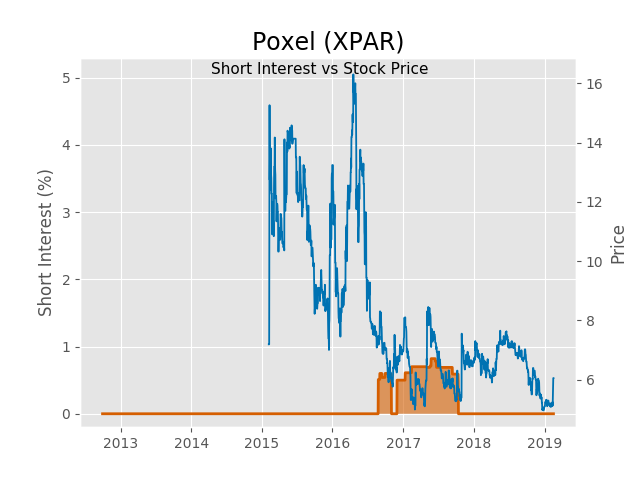 Poxel (XPAR)
Short Interest vs Stock Price
Short Interest (%)
5
4
3
2
1
0
16
14
12
10
8
6
Price
2013 2014 2015 2016 2017 2018 2019